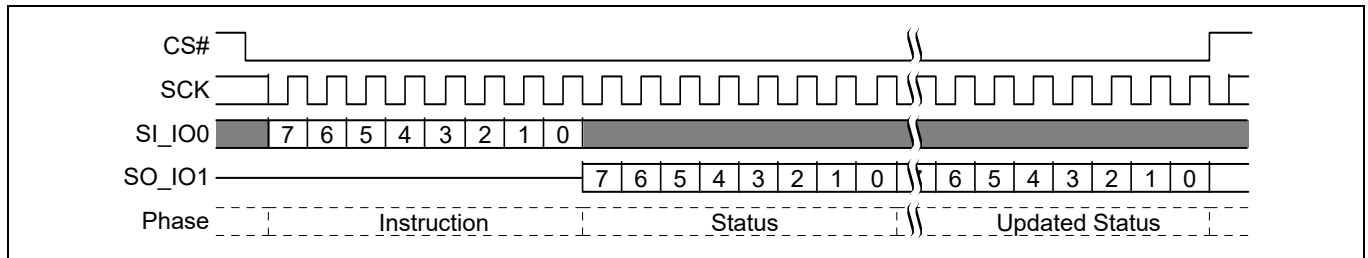 CS#
SCK
SI_IO0 7 6 5 4 3 2 1 0
SO_IO1 7 6 5 4 3 2 1 0 6 5 4 3 2 1 0
Phase Instruction Status Updated Status